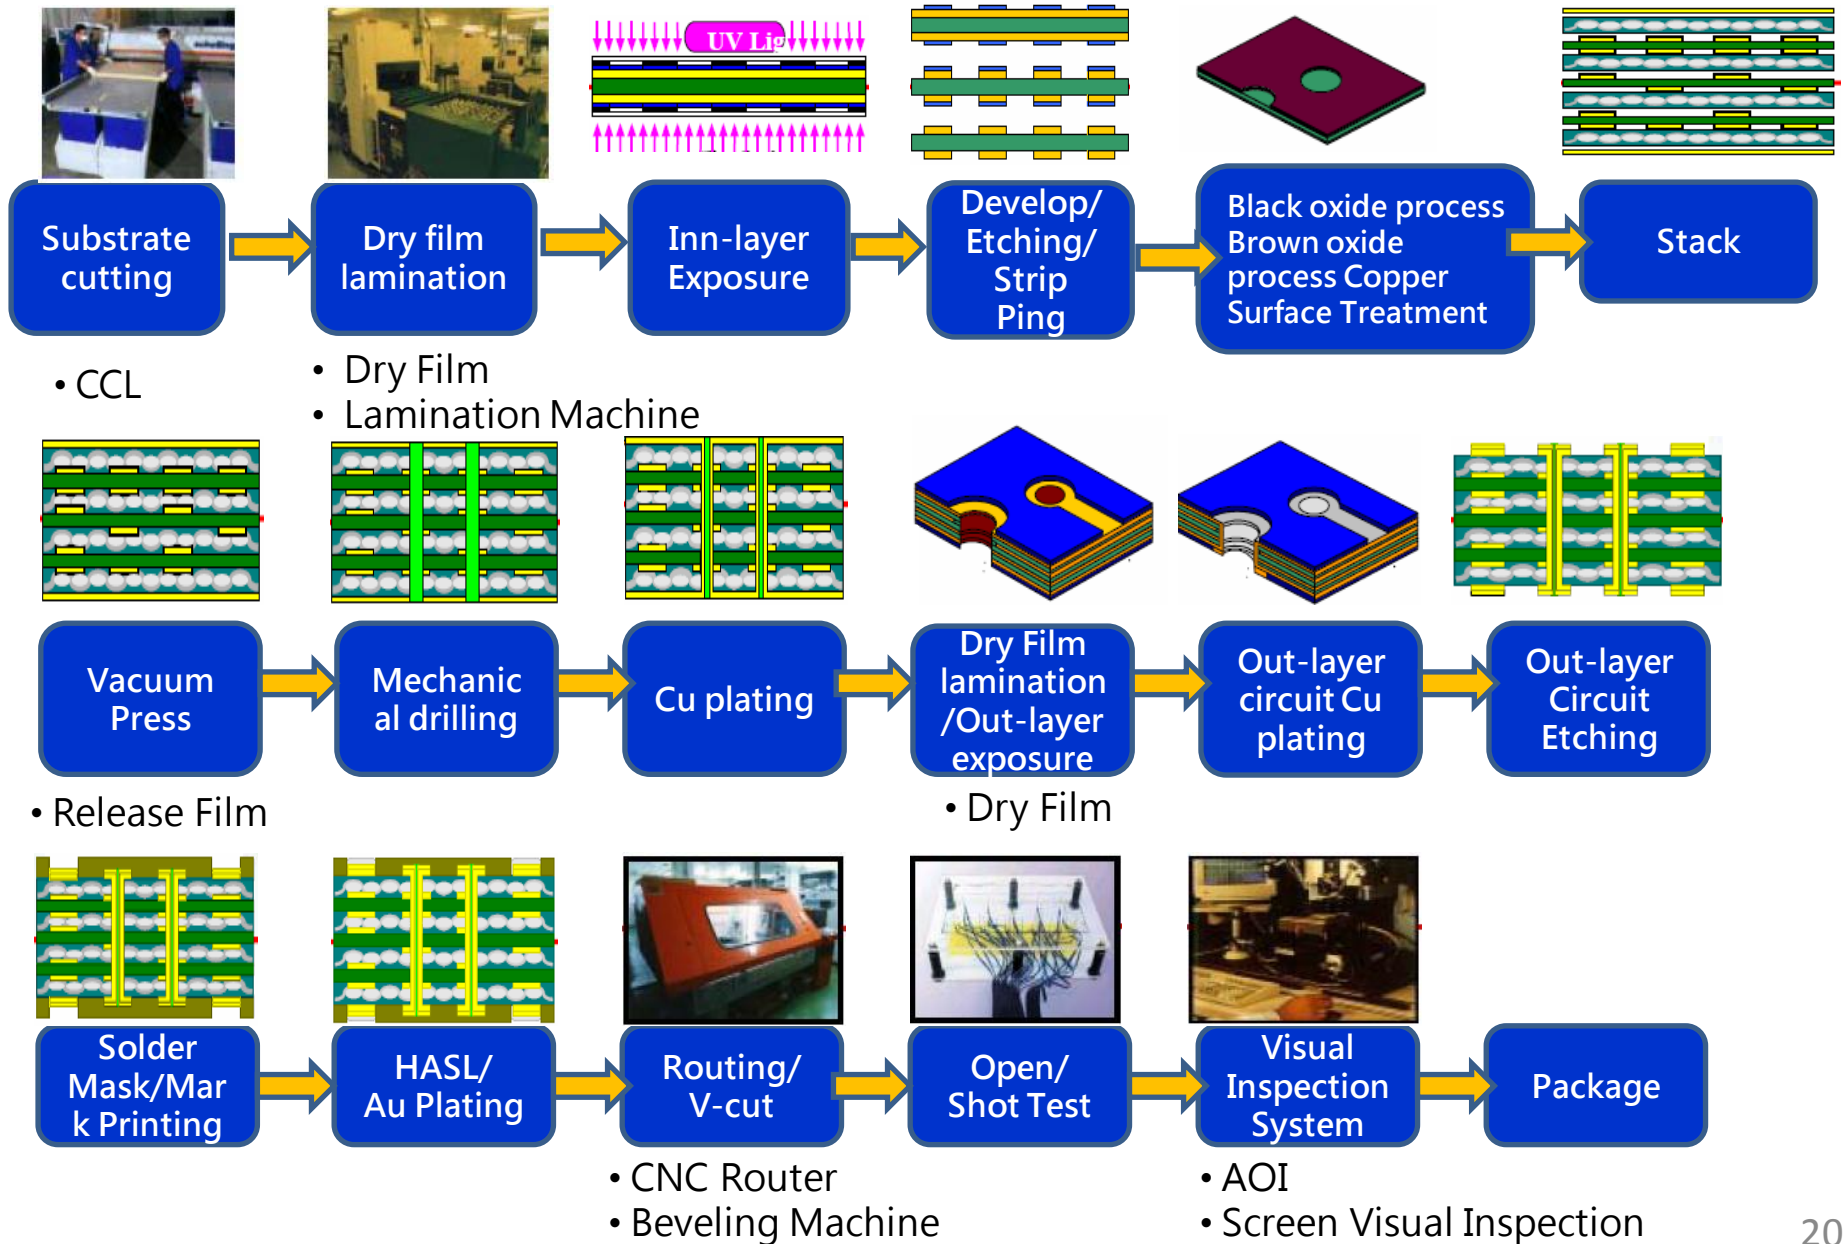 UV Lig
Substrate
cutting
Dry film
lamination
Inn-layer
Exposure
Develop/
Etching/
Strip
Ping
Black oxide process
Brown oxide
process Copper
Surface Treatment
Stack
• CCL
• Dry Film
• Lamination Machine
Vacuum
Press
Mechanic
al drilling
Cu plating
Dry Film
lamination
/Out-layer
exposure
Out-layer
circuit Cu
plating
Out-layer
Circuit
Etching
• Release Film
• Dry Film
Solder
Mask/Mar
k Printing
HASL/
Au Plating
Routing/
V-cut
Open/
Shot Test
Visual
Inspection
System
Package
• CNC Router
• Beveling Machine
• AOI
• Screen Visual Inspection
20